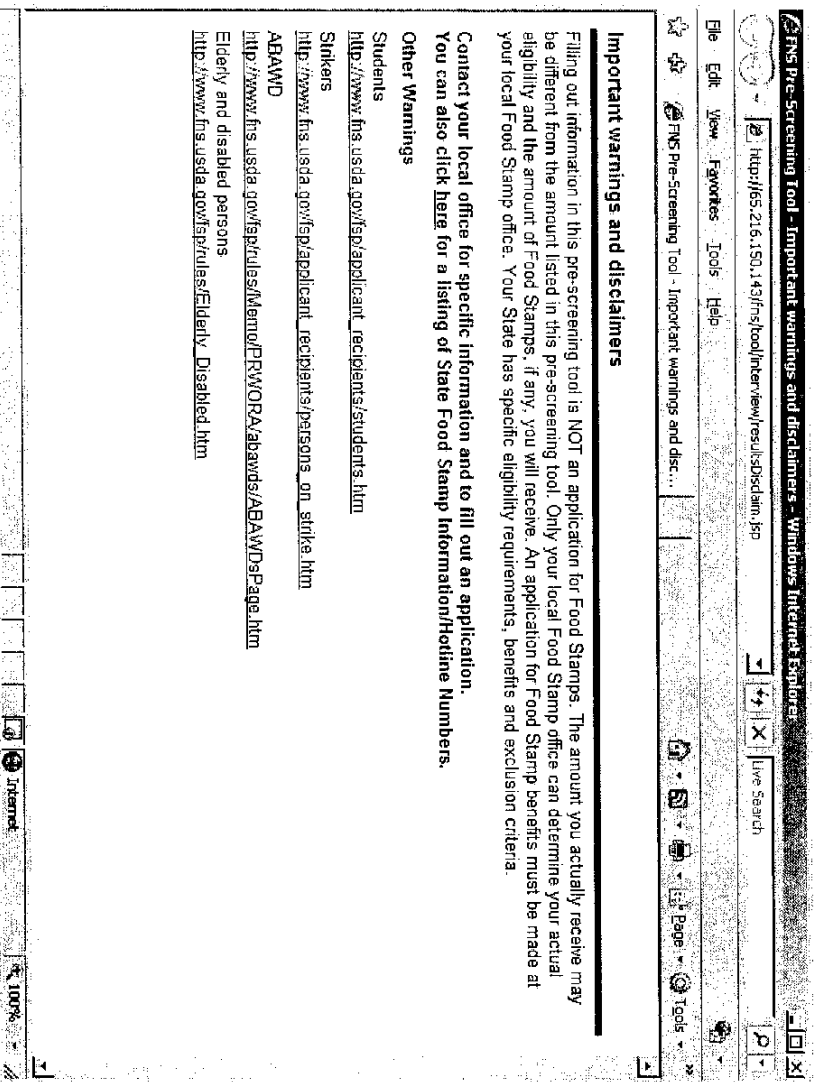 FNS Pre-Screening Tool - Important warnings and disclaimers - Windows Internet Explorer
http://65.216.150.143/fns/tool/interview/resultsDisclaim.jsp
Live Search
File Edit View Favorites Tools Help
FNS Pre-Screening Tool - Important warnings and disc...
Page Tools
Important warnings and disclaimers
Filling out information in this pre-screening tool is NOT an application for Food Stamps. The amount you actually receive may
be different from the amount listed in this pre-screening tool. Only your local Food Stamp office can determine your actual
eligibility and the amount of Food Stamps, if any, you will receive. An application for Food Stamp benefits must be made at
your local Food Stamp office. Your State has specific eligibility requirements, benefits and exclusion criteria.
Contact your local office for specific information and to fill out an application.
You can also click here for a listing of State Food Stamp Information/Hotline Numbers.
Other Warnings
Students
http://www.fns.usda.gov/fsp/applicant_recipients/students.htm
Strikers
http://www.fns.usda.gov/fsp/applicant_recipients/persons_on_strike.htm
ABAWD
http://www.fns.usda.gov/fsp/rules/Memo/PRWORA/abawds/ABAWDsPage.htm
Elderly and disabled persons
http://www.fns.usda.gov/fsp/rules/Elderly_Disabled.htm
Internet
100%